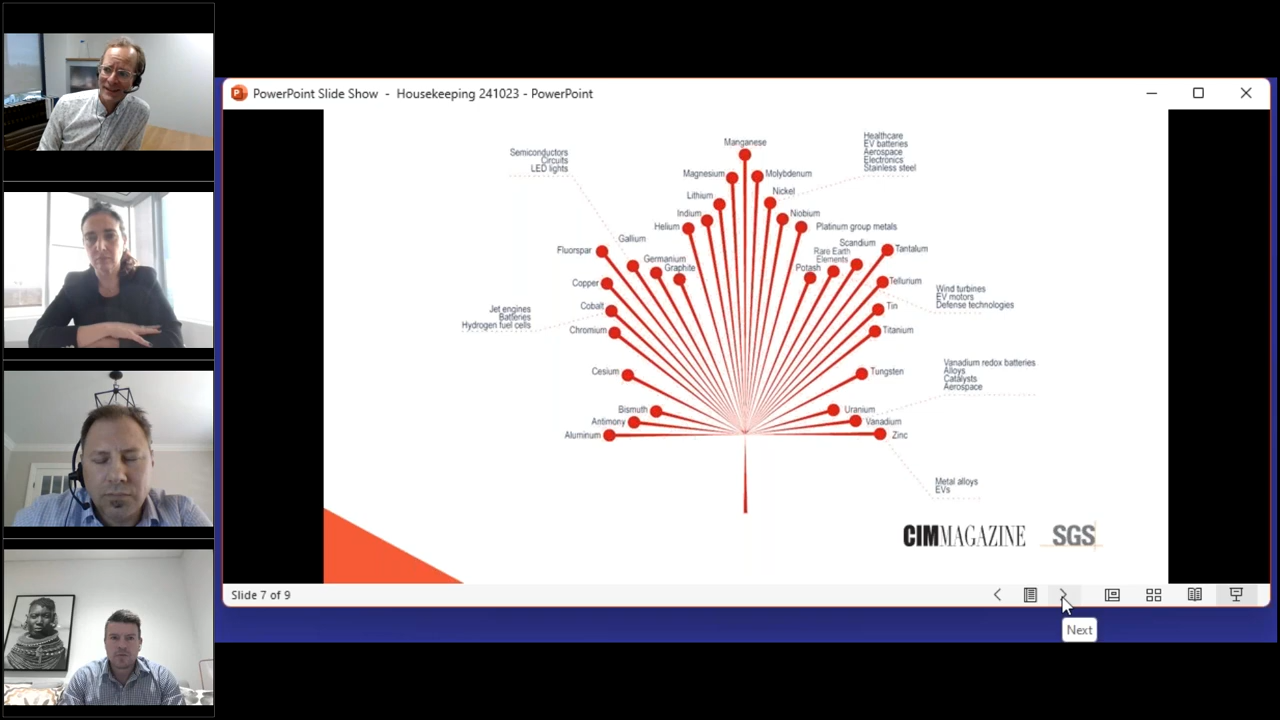 PowerPoint Slide Show - Housekeeping 241023 - PowerPoint
Manganese
Healthcare
EV batteries
Aerospace
Electronics
Stainless steel
Semiconductors
Circuits
LED lights
Magnesium
Molybdenum
Lithium
Nickel
Indium
Niobium
Helium
Platinum group metals
Gallium
Scandium
Fluorspar
Rare Earth
Elements
Tantalum
Germanium
Graphite
Potash
Copper
Tellurium
Wind turbines
EV motors
Defense technologies
Cobalt
Tin
Jet engines
Batteries
Hydrogen fuel cells
Chromium
Titanium
Vanadium redox batteries
Alloys
Catalysts
Aerospace
Cesium
Tungsten
Bismuth
Uranium
Antimony
Vanadium
Aluminum
Zinc
Metal alloys
EVs
CIMMAGAZINE
SGS
Slide 7 of 9
Next